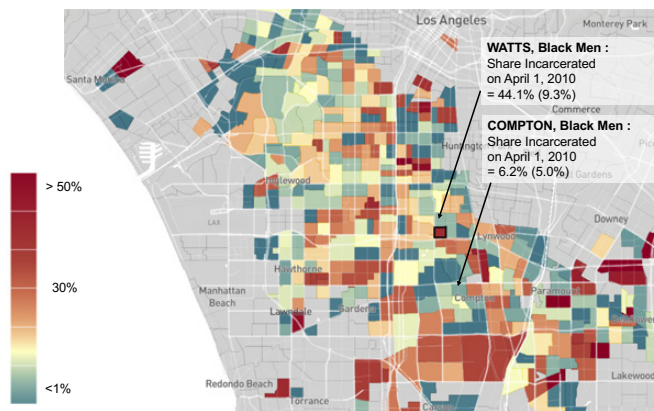 Los Angeles
Monterey Park
WATTS, Black Men :
Share Incarcerated
on April 1, 2010
= 44.1% (9.3%)
Santa
Commerce
COMPTON, Black Men :
Share Incarcerated
on April 1, 2010
= 6.2% (5.0%)
Huntington
Gardens
> 50%
Inglewood
LAX
Downey
Lynwood
Hawthorne
30%
Manhattan
Beach
Compton
Paramount
Lawndale
Gardena
<1%
Redondo Beach
Lakewood
Torrance